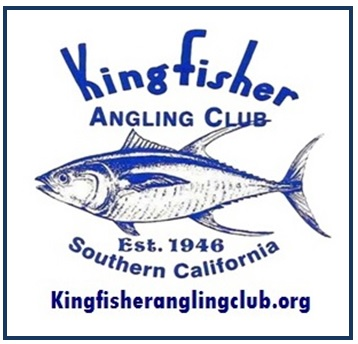 Kingfisher
ANGLING CLUB
Est. 1946
Southern California
Kingfisheranglingclub.org